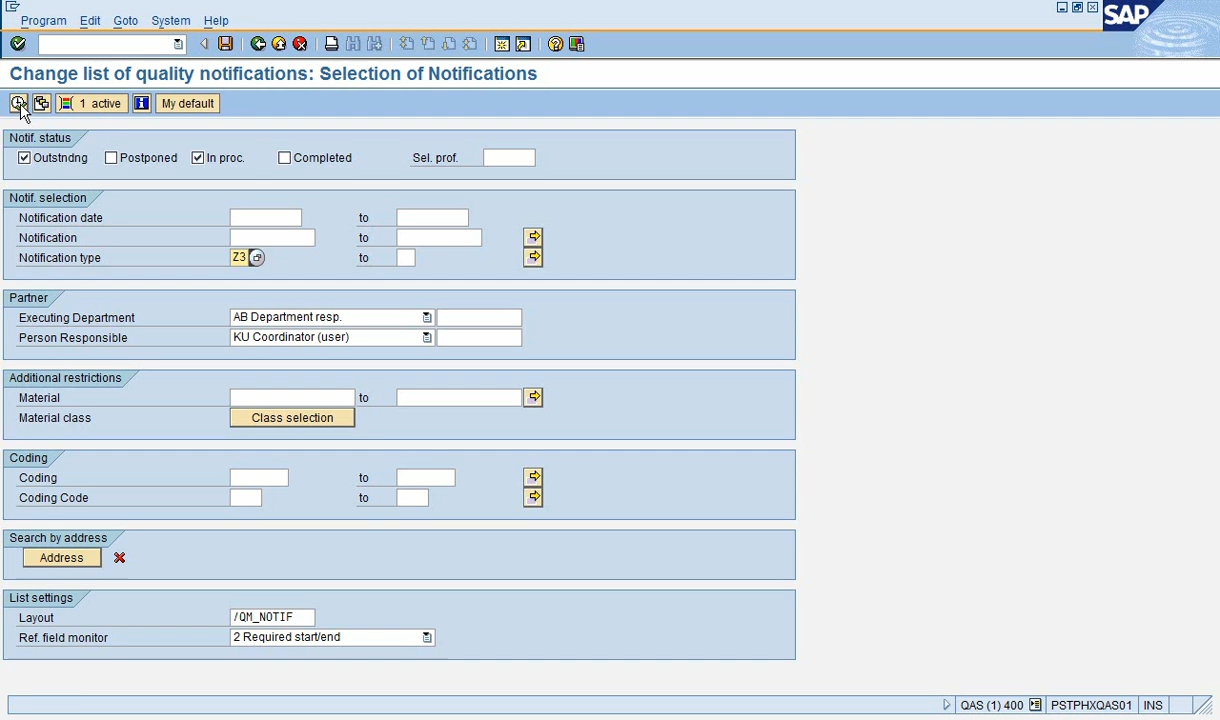 Program Edit Goto System Help
SAP
Change list of quality notifications: Selection of Notifications
1 active My default
Notif. status
Outstndng Postponed In proc. Completed Sel. prof.
Notif. selection
Notification date to
Notification to
Notification type Z3 to
Partner
Executing Department AB Department resp.
Person Responsible KU Coordinator (user)
Additional restrictions
Material to
Material class Class selection
Coding
Coding to
Coding Code to
Search by address
Address
List settings
Layout /QM_NOTIF
Ref. field monitor 2 Required start/end
QAS (1) 400 PSTPHXQAS01 INS